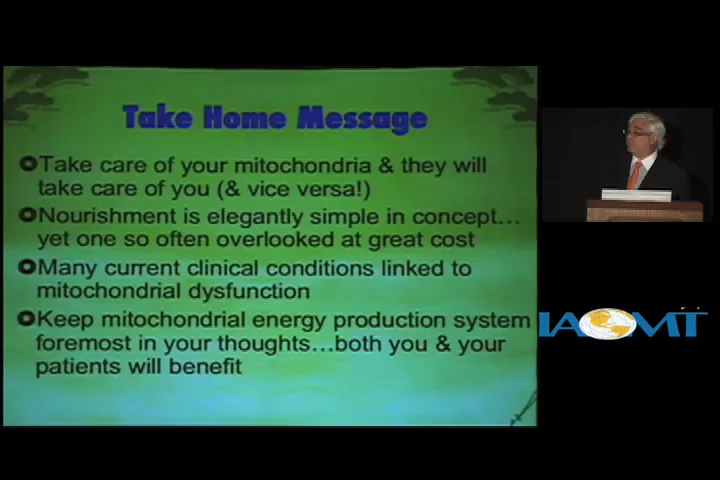 Take Home Message
Take care of your mitochondria & they will
take care of you (& vice versa!)
Nourishment is elegantly simple in concept...
yet one so often overlooked at great cost
Many current clinical conditions linked to
mitochondrial dysfunction
Keep mitochondrial energy production system
foremost in your thoughts...both you & your
patients will benefit
IAOMT